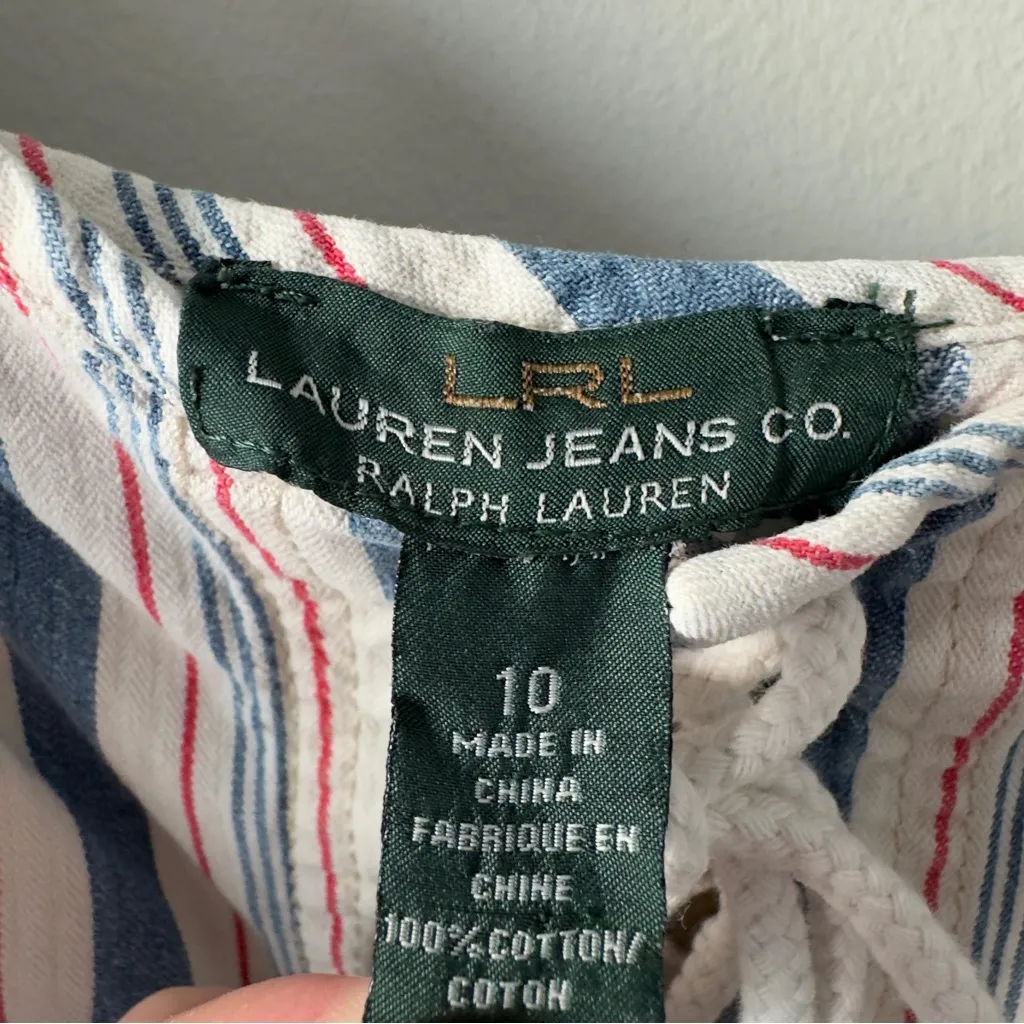 LRL
LAUREN JEANS CO.
RALPH LAUREN
10
MADE IN
CHINA
FABRIQUE EN
CHINE
100% COTTON/
COTON